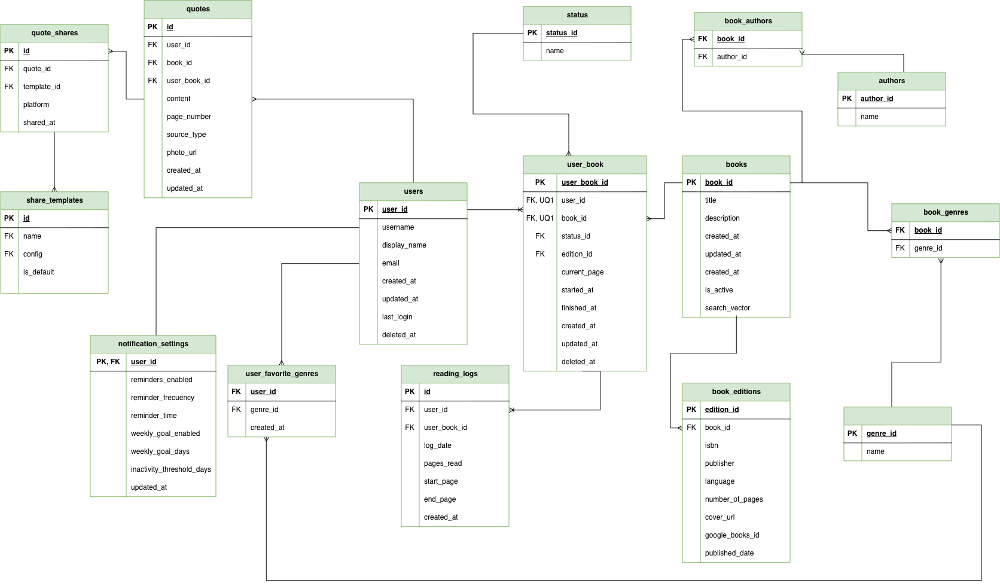 quotes
PK id
FK user_id
FK book_id
FK user_book_id
content
page_number
source_type
photo_url
created_at
updated_at
quote_shares
PK id
FK quote_id
FK template_id
platform
shared_at
share_templates
PK id
FK name
FK config
is_default
status
PK status_id
name
book_authors
FK book_id
FK author_id
authors
PK author_id
name
users
PK user_id
username
display_name
email
created_at
updated_at
last_login
deleted_at
user_book
PK user_book_id
FK, UQ1 user_id
FK, UQ1 book_id
FK status_id
FK edition_id
current_page
started_at
finished_at
created_at
updated_at
deleted_at
books
PK book_id
title
description
created_at
updated_at
created_at
is_active
search_vector
book_genres
FK book_id
FK genre_id
notification_settings
PK, FK user_id
reminders_enabled
reminder_frecuency
reminder_time
weekly_goal_enabled
weekly_goal_days
inactivity_threshold_days
updated_at
user_favorite_genres
FK user_id
FK genre_id
created_at
reading_logs
PK id
FK user_id
FK user_book_id
log_date
pages_read
start_page
end_page
created_at
book_editions
PK edition_id
FK book_id
isbn
publisher
language
number_of_pages
cover_url
google_books_id
published_date
PK genre_id
name